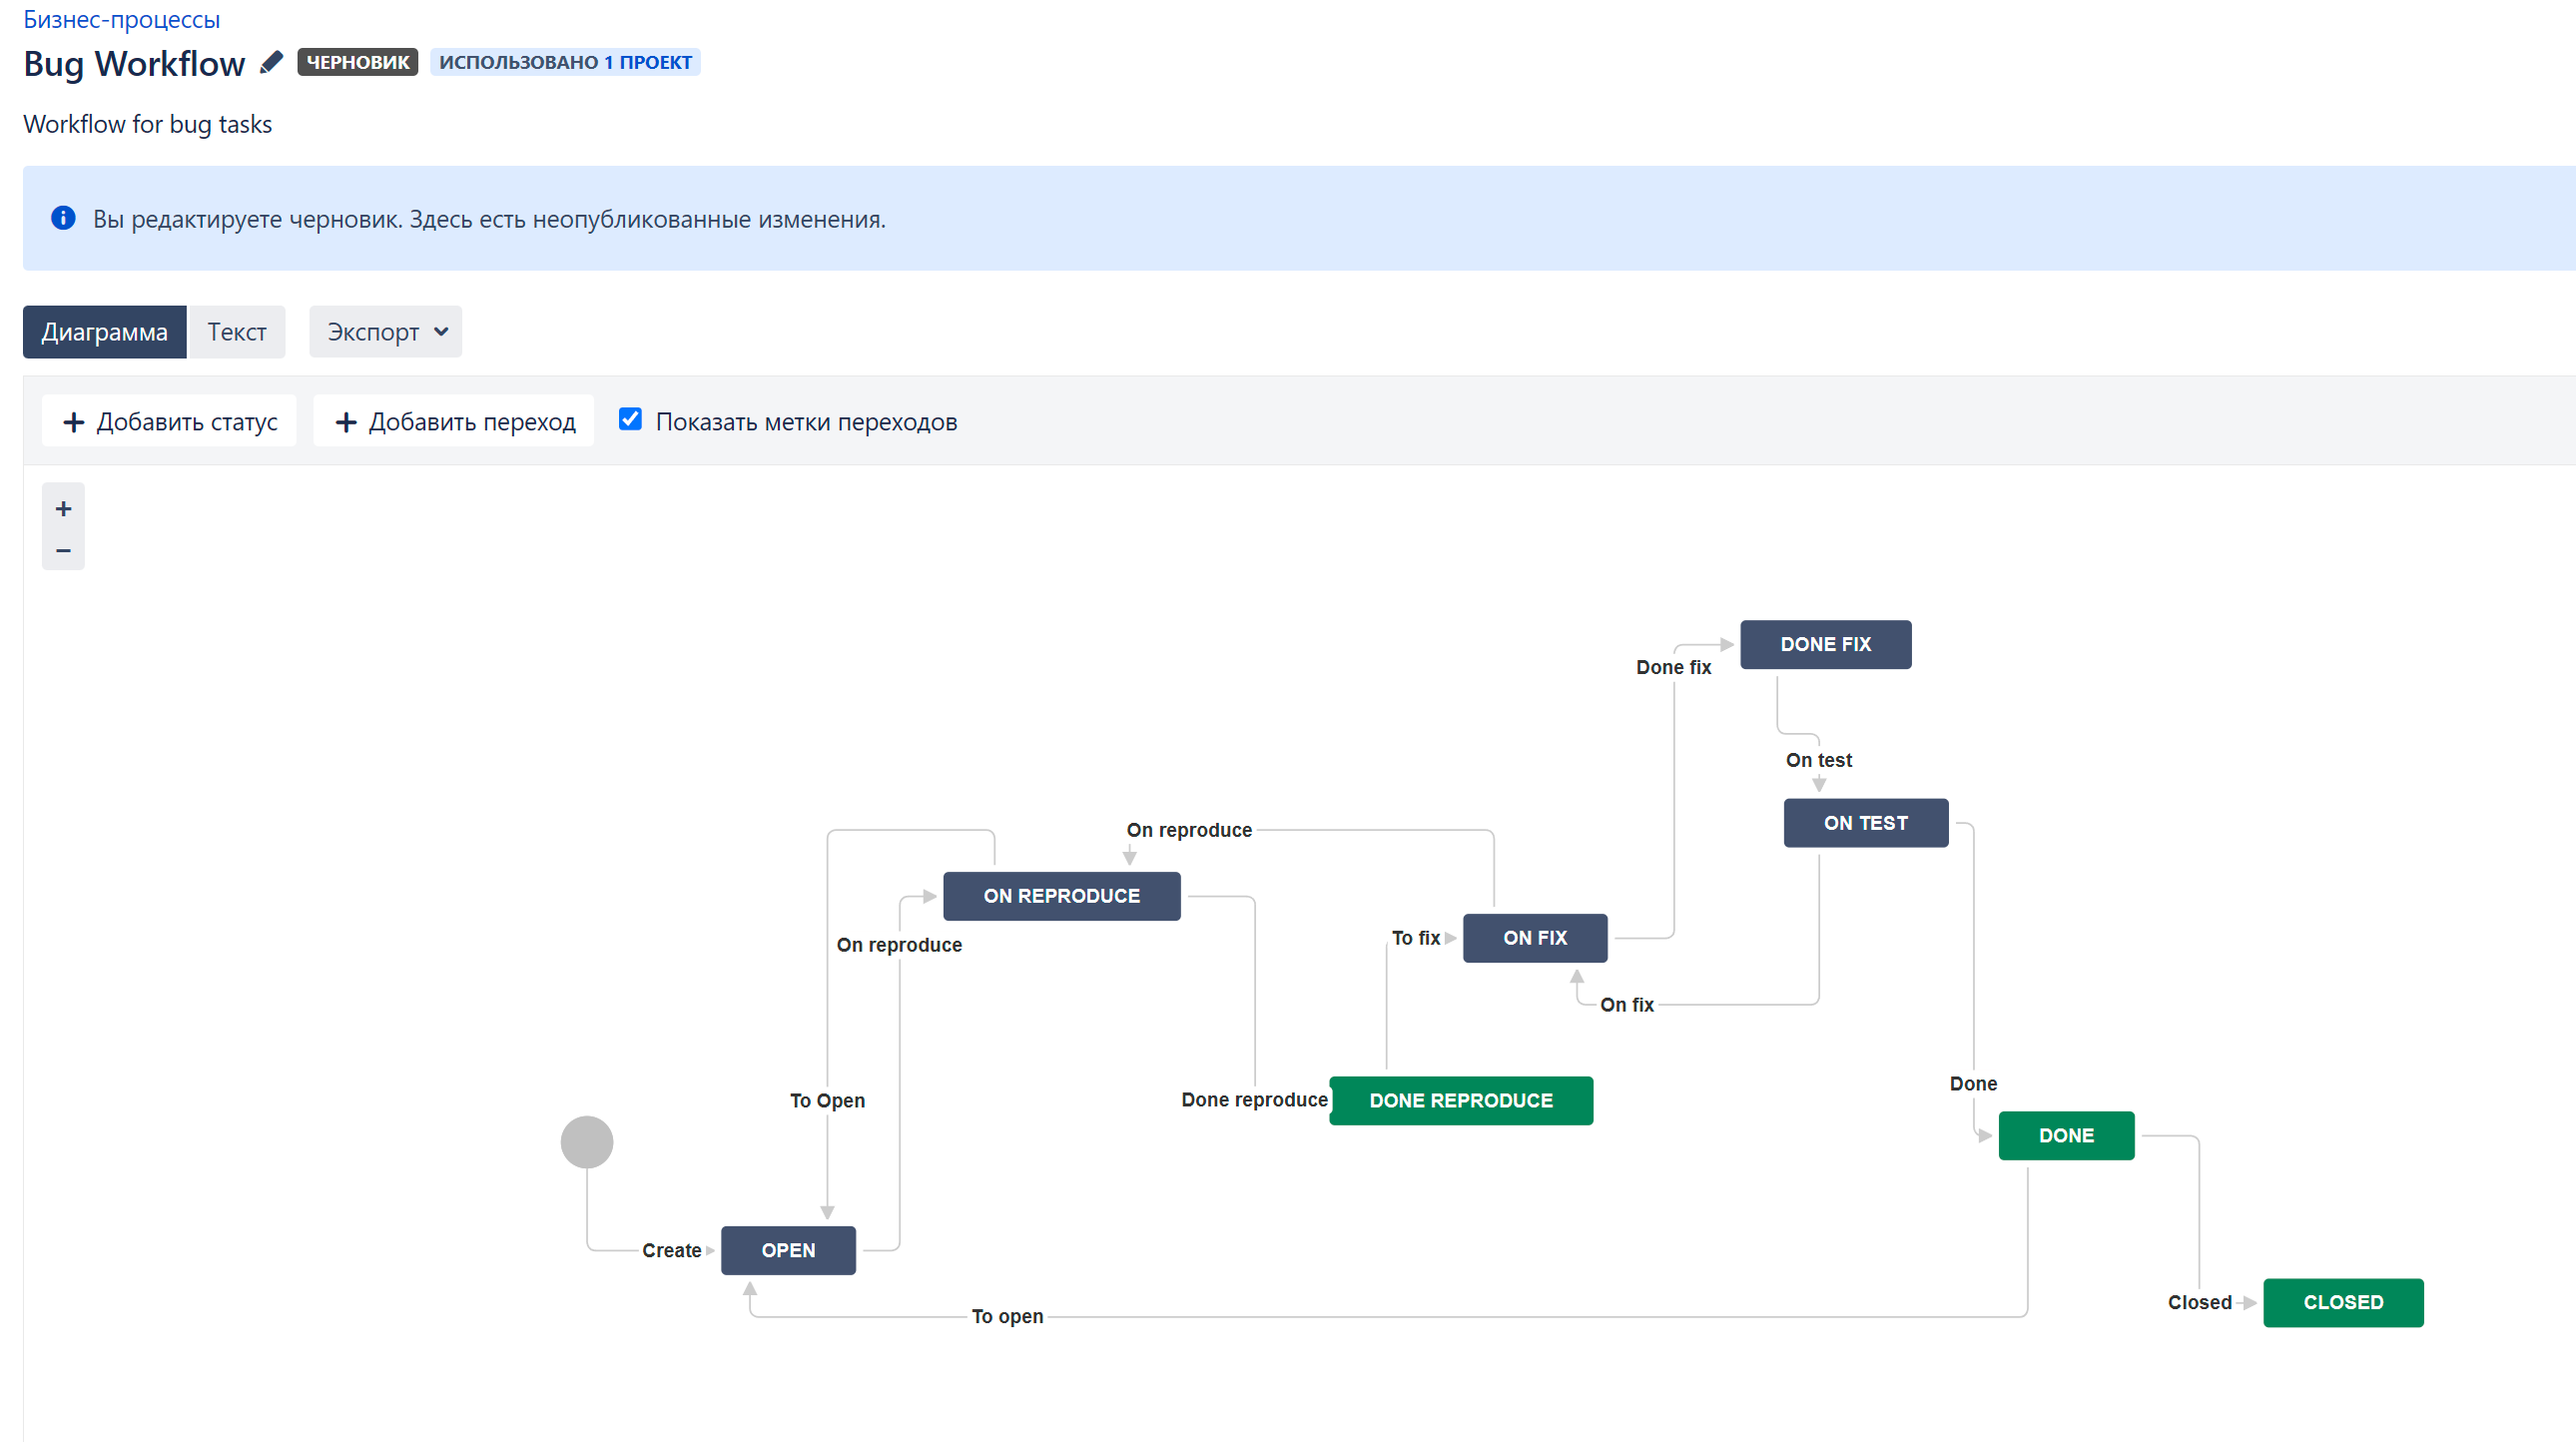 Бизнес-процессы
Bug Workflow ЧЕРНОВИК ИСПОЛЬЗОВАНО 1 ПРОЕКТ
Workflow for bug tasks
Вы редактируете черновик. Здесь есть неопубликованные изменения.
Диаграмма Текст Экспорт
+ Добавить статус + Добавить переход Показать метки переходов
+
−
DONE FIX
Done fix
On test
ON TEST
On reproduce
ON REPRODUCE
To fix
ON FIX
On reproduce
On fix
Done
To Open
Done reproduce
DONE REPRODUCE
DONE
Create
OPEN
Closed
CLOSED
To open